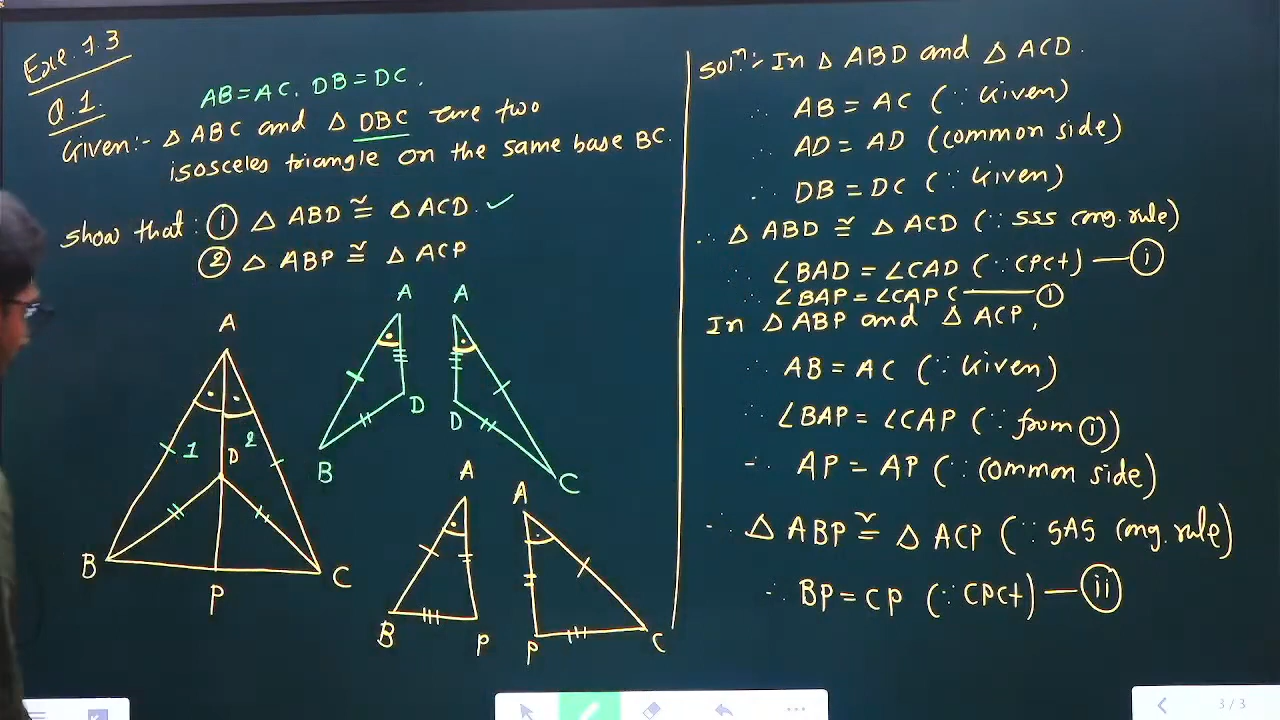 Exe. 7.3
Q.1.
AB = AC, DB = DC,
Given:- △ ABC and △ DBC are two
isosceles triangle on the same base BC.
Show that: ① △ ABD ≅ △ ACD. ✓
② △ ABP ≅ △ ACP
A
1 2
D
B
P
C
A A
D D
B
C
A A
B P P C
Solⁿ:- In △ ABD and △ ACD.
∴ AB = AC (∵ Given)
∴ AD = AD (common side)
∴ DB = DC (∵ Given)
∴ △ ABD ≅ △ ACD (∵ SSS cng. rule)
∴ ∠BAD = ∠CAD (∵ CPCt) — ⓘ
∴ ∠BAP = ∠CAP ( — ①
In △ ABP and △ ACP,
∴ AB = AC (∵ Given)
∴ ∠BAP = ∠CAP (∵ from ①)
∴ AP = AP (∵ common side)
∴ △ ABP ≅ △ ACP (∵ SAS cng. rule)
∴ BP = CP (∵ CPCt) — ⅱ
3/3